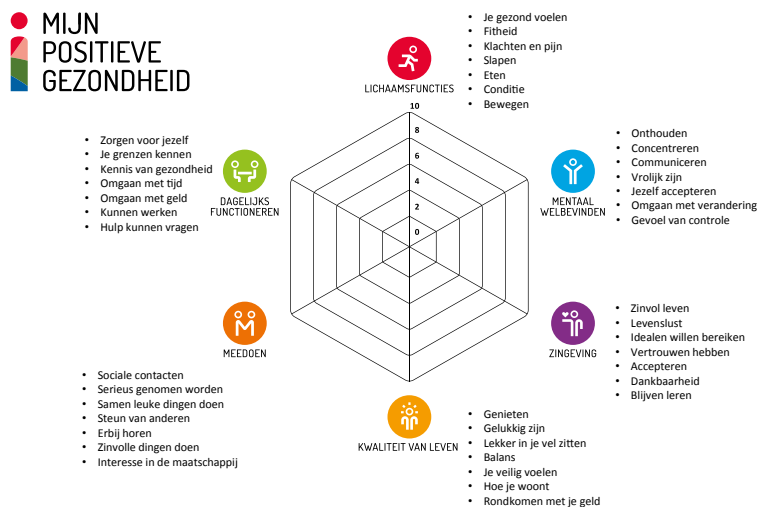 MIJN
POSITIEVE
GEZONDHEID
LICHAAMSFUNCTIES
• Je gezond voelen
• Fitheid
• Klachten en pijn
• Slapen
• Eten
• Conditie
• Bewegen
10
8
6
4
2
0
MENTAAL
WELBEVINDEN
• Onthouden
• Concentreren
• Communiceren
• Vrolijk zijn
• Jezelf accepteren
• Omgaan met verandering
• Gevoel van controle
ZINGEVING
• Zinvol leven
• Levenslust
• Idealen willen bereiken
• Vertrouwen hebben
• Accepteren
• Dankbaarheid
• Blijven leren
KWALITEIT VAN LEVEN
• Genieten
• Gelukkig zijn
• Lekker in je vel zitten
• Balans
• Je veilig voelen
• Hoe je woont
• Rondkomen met je geld
MEEDOEN
• Sociale contacten
• Serieus genomen worden
• Samen leuke dingen doen
• Steun van anderen
• Erbij horen
• Zinvolle dingen doen
• Interesse in de maatschappij
DAGELIJKS
FUNCTIONEREN
• Zorgen voor jezelf
• Je grenzen kennen
• Kennis van gezondheid
• Omgaan met tijd
• Omgaan met geld
• Kunnen werken
• Hulp kunnen vragen